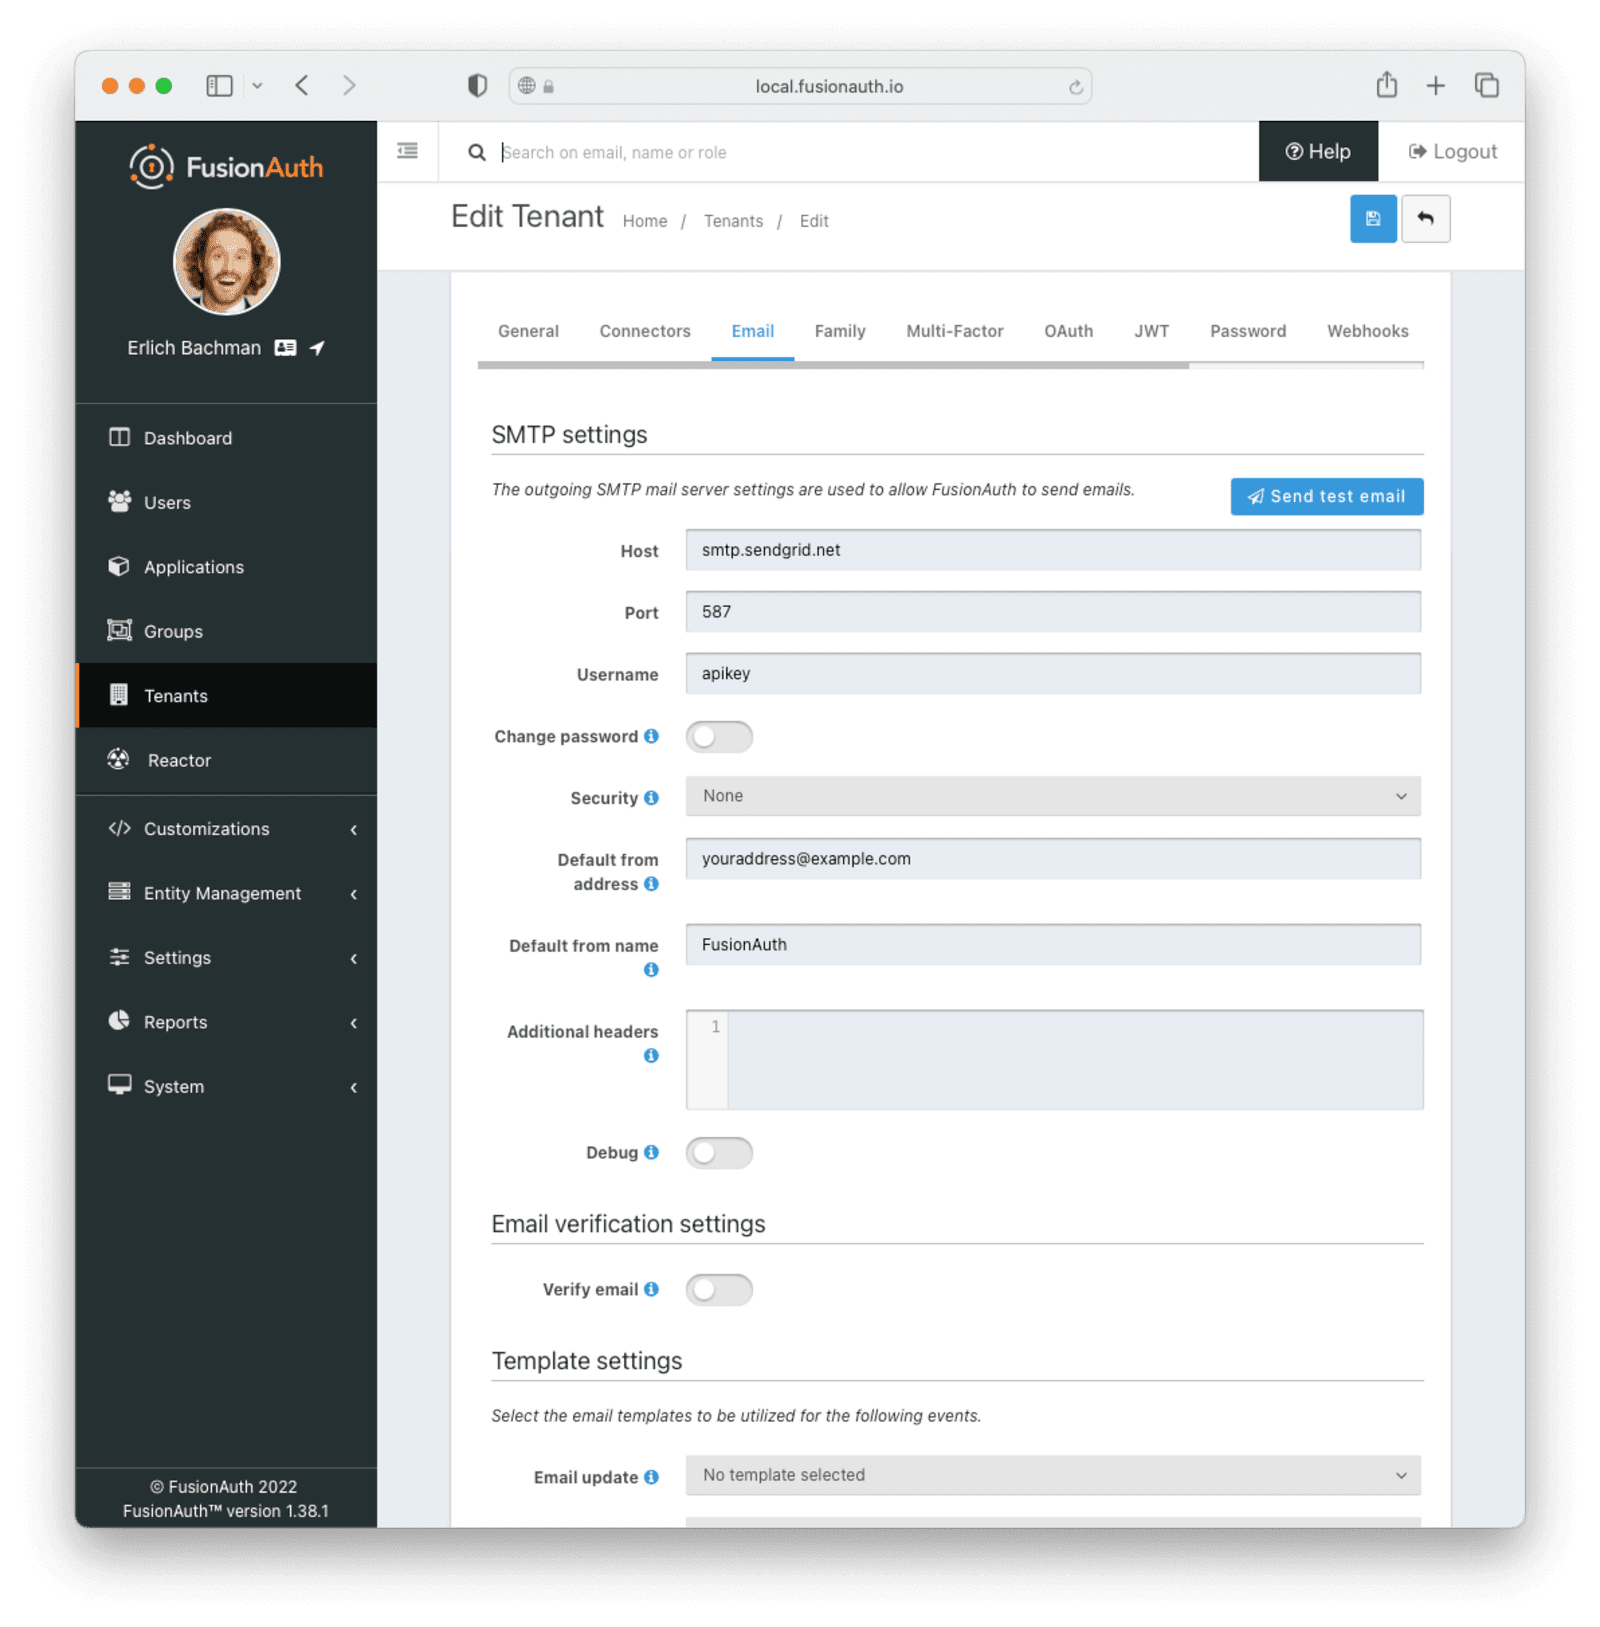 local.fusionauth.io
FusionAuth
Search on email, name or role
Help
Logout
Edit Tenant
Home / Tenants / Edit
Erlich Bachman
Dashboard
Users
Applications
Groups
Tenants
Reactor
Customizations
Entity Management
Settings
Reports
System
© FusionAuth 2022
FusionAuth™ version 1.38.1
General Connectors Email Family Multi-Factor OAuth JWT Password Webhooks
SMTP settings
The outgoing SMTP mail server settings are used to allow FusionAuth to send emails.
Send test email
Host smtp.sendgrid.net
Port 587
Username apikey
Change password
Security None
Default from
address youraddress@example.com
Default from name FusionAuth
Additional headers 1
Debug
Email verification settings
Verify email
Template settings
Select the email templates to be utilized for the following events.
Email update No template selected